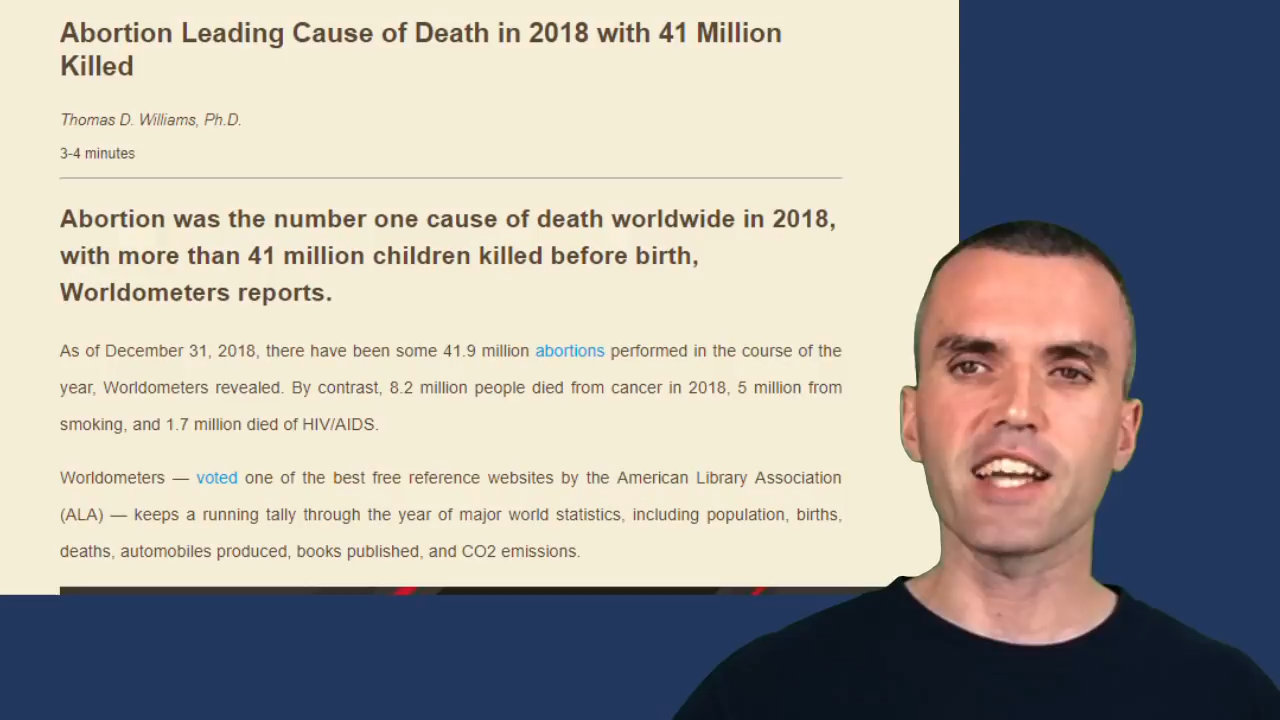 Abortion Leading Cause of Death in 2018 with 41 Million
Killed
Thomas D. Williams, Ph.D.
3-4 minutes
Abortion was the number one cause of death worldwide in 2018,
with more than 41 million children killed before birth,
Worldometers reports.
As of December 31, 2018, there have been some 41.9 million abortions performed in the course of the
year, Worldometers revealed. By contrast, 8.2 million people died from cancer in 2018, 5 million from
smoking, and 1.7 million died of HIV/AIDS.
Worldometers — voted one of the best free reference websites by the American Library Association
(ALA) — keeps a running tally through the year of major world statistics, including population, births,
deaths, automobiles produced, books published, and CO2 emissions.